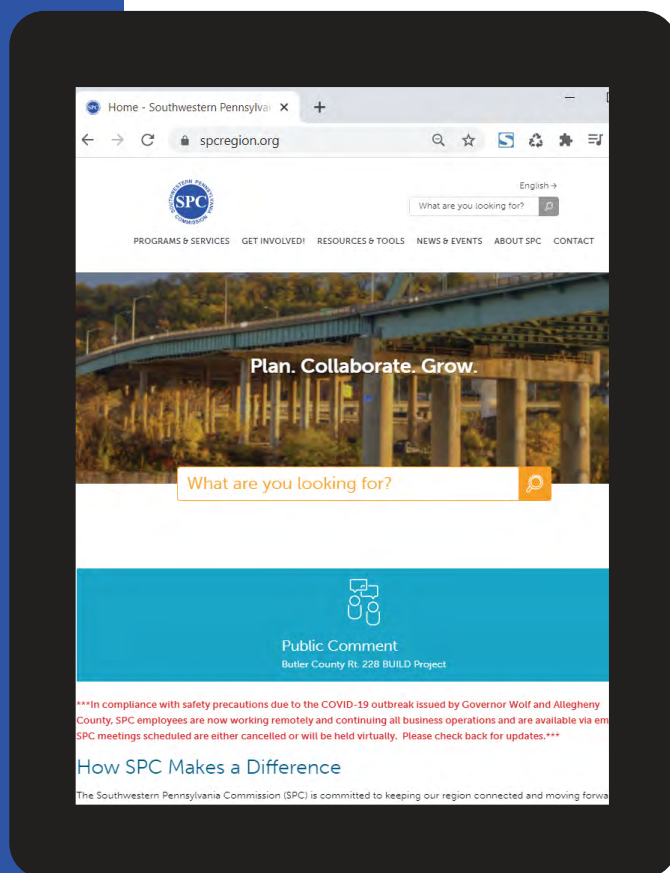 Home - Southwestern Pennsylva
spcregion.org
English →
SOUTHWESTERN PENNSYLVANIA
SPC
COMMISSION
What are you looking for?
PROGRAMS & SERVICES GET INVOLVED! RESOURCES & TOOLS NEWS & EVENTS ABOUT SPC CONTACT
Plan. Collaborate. Grow.
What are you looking for?
Public Comment
Butler County Rt. 228 BUILD Project
***In compliance with safety precautions due to the COVID-19 outbreak issued by Governor Wolf and Allegheny
County, SPC employees are now working remotely and continuing all business operations and are available via em
SPC meetings scheduled are either cancelled or will be held virtually. Please check back for updates.***
How SPC Makes a Difference
The Southwestern Pennsylvania Commission (SPC) is committed to keeping our region connected and moving forwa